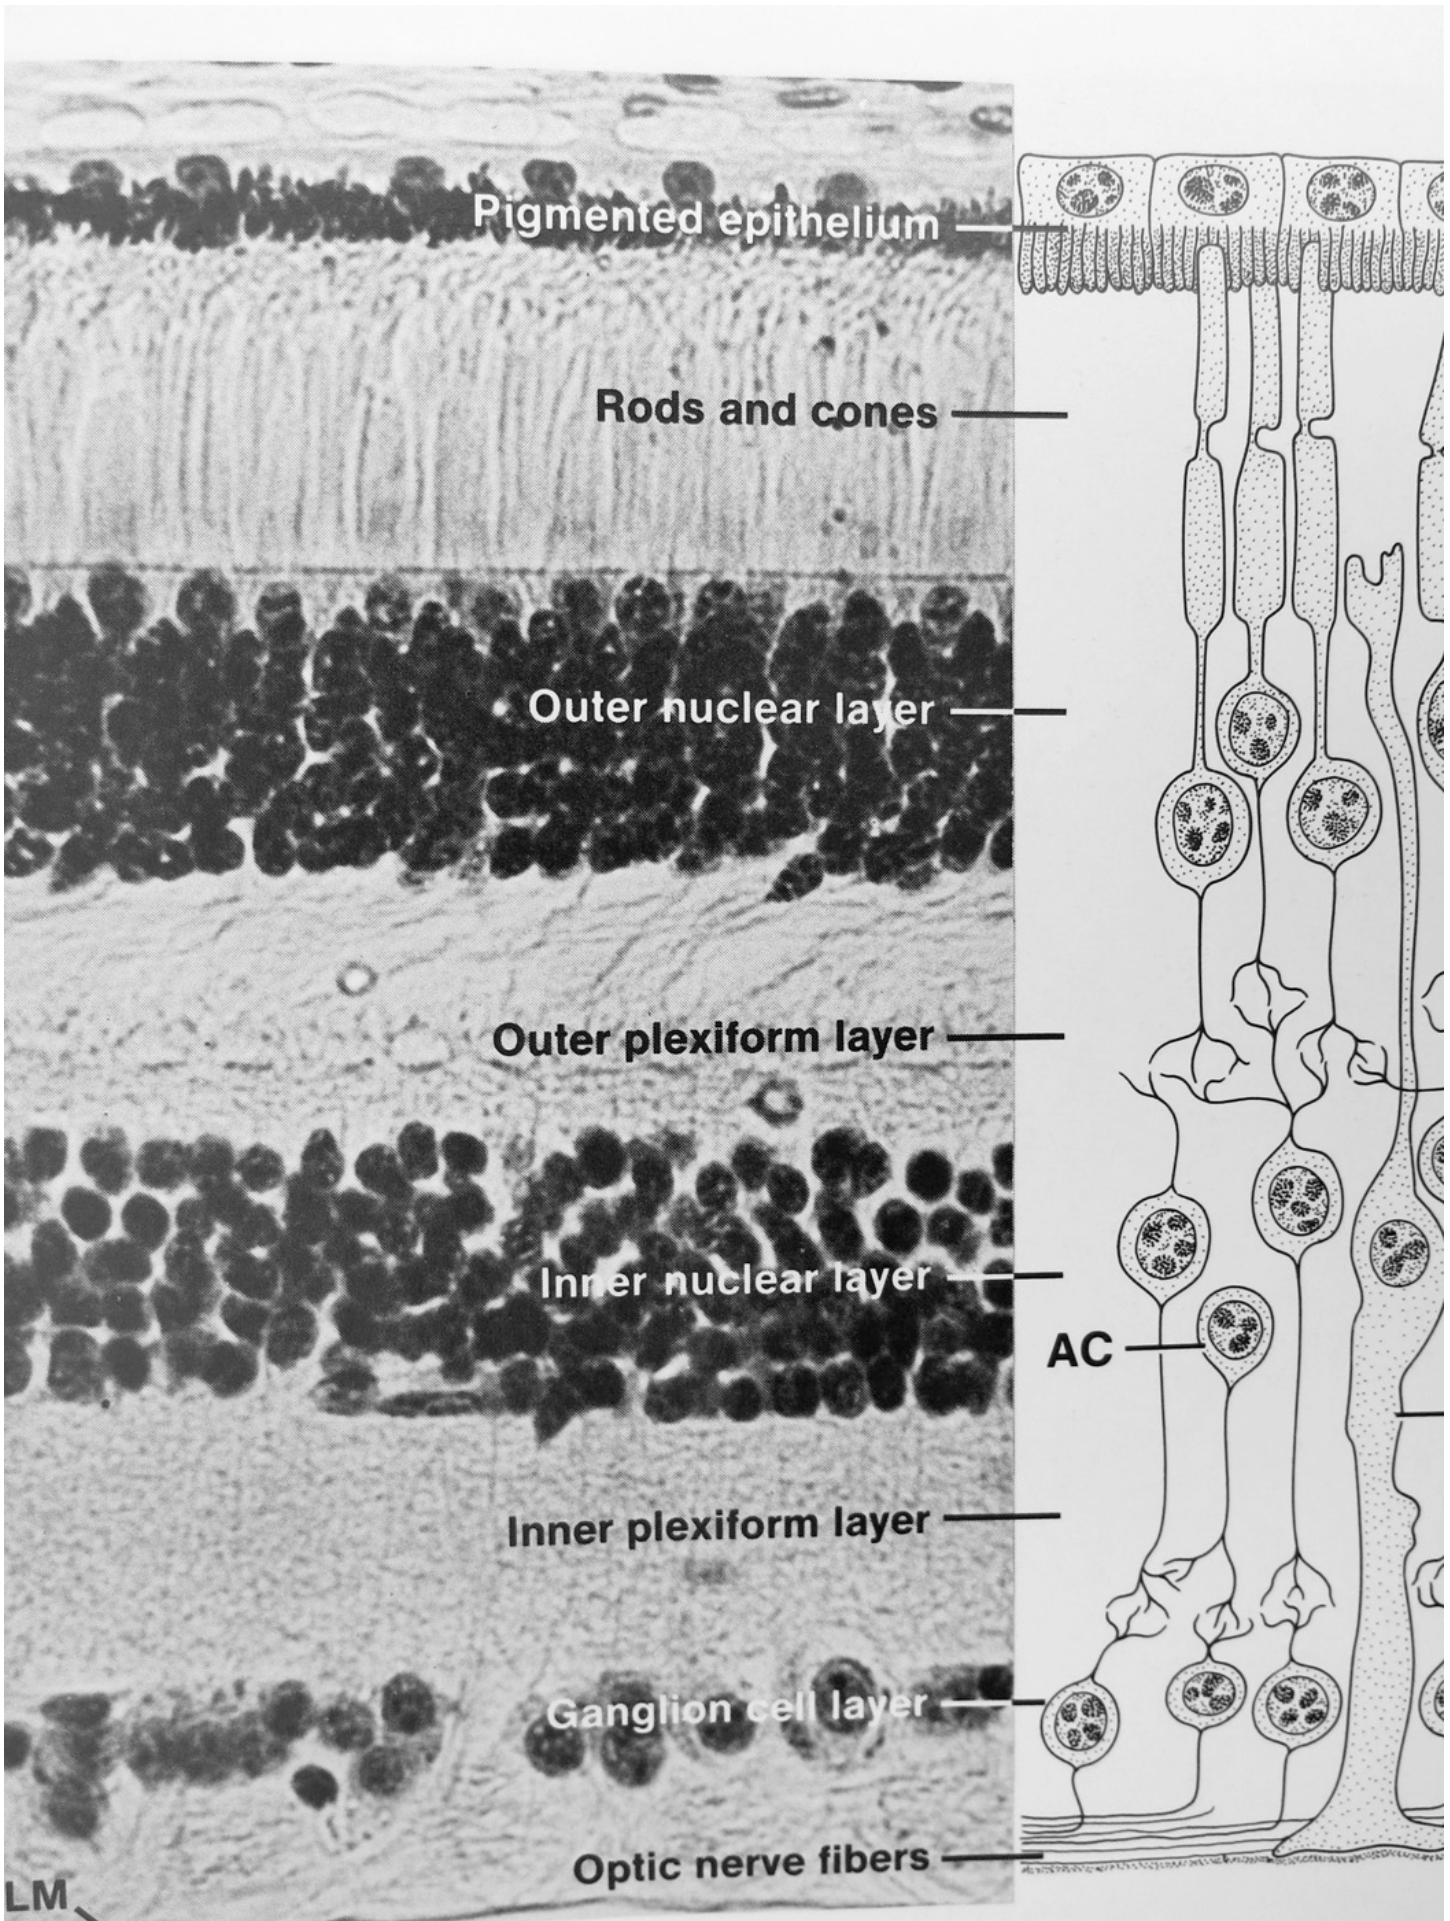 Pigmented epithelium
Rods and cones
Outer nuclear layer
Outer plexiform layer
Inner nuclear layer
AC
Inner plexiform layer
Ganglion cell layer
Optic nerve fibers
LM